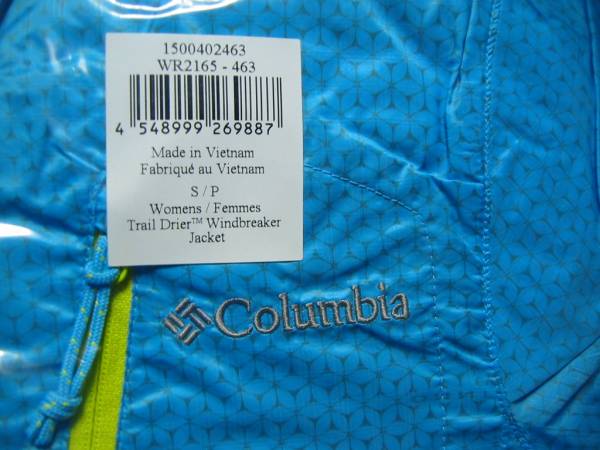 1500402463
WR2165 - 463
4 548999 269887
Made in Vietnam
Fabriqué au Vietnam
S / P
Womens / Femmes
Trail Drier™ Windbreaker
Jacket
Columbia